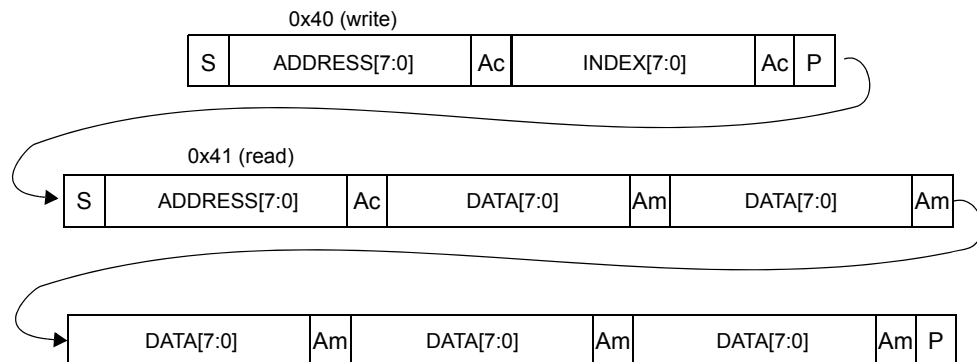 0x40 (write)
S ADDRESS[7:0] Ac INDEX[7:0] Ac P
0x41 (read)
S ADDRESS[7:0] Ac DATA[7:0] Am DATA[7:0] Am
DATA[7:0] Am DATA[7:0] Am DATA[7:0] Am P